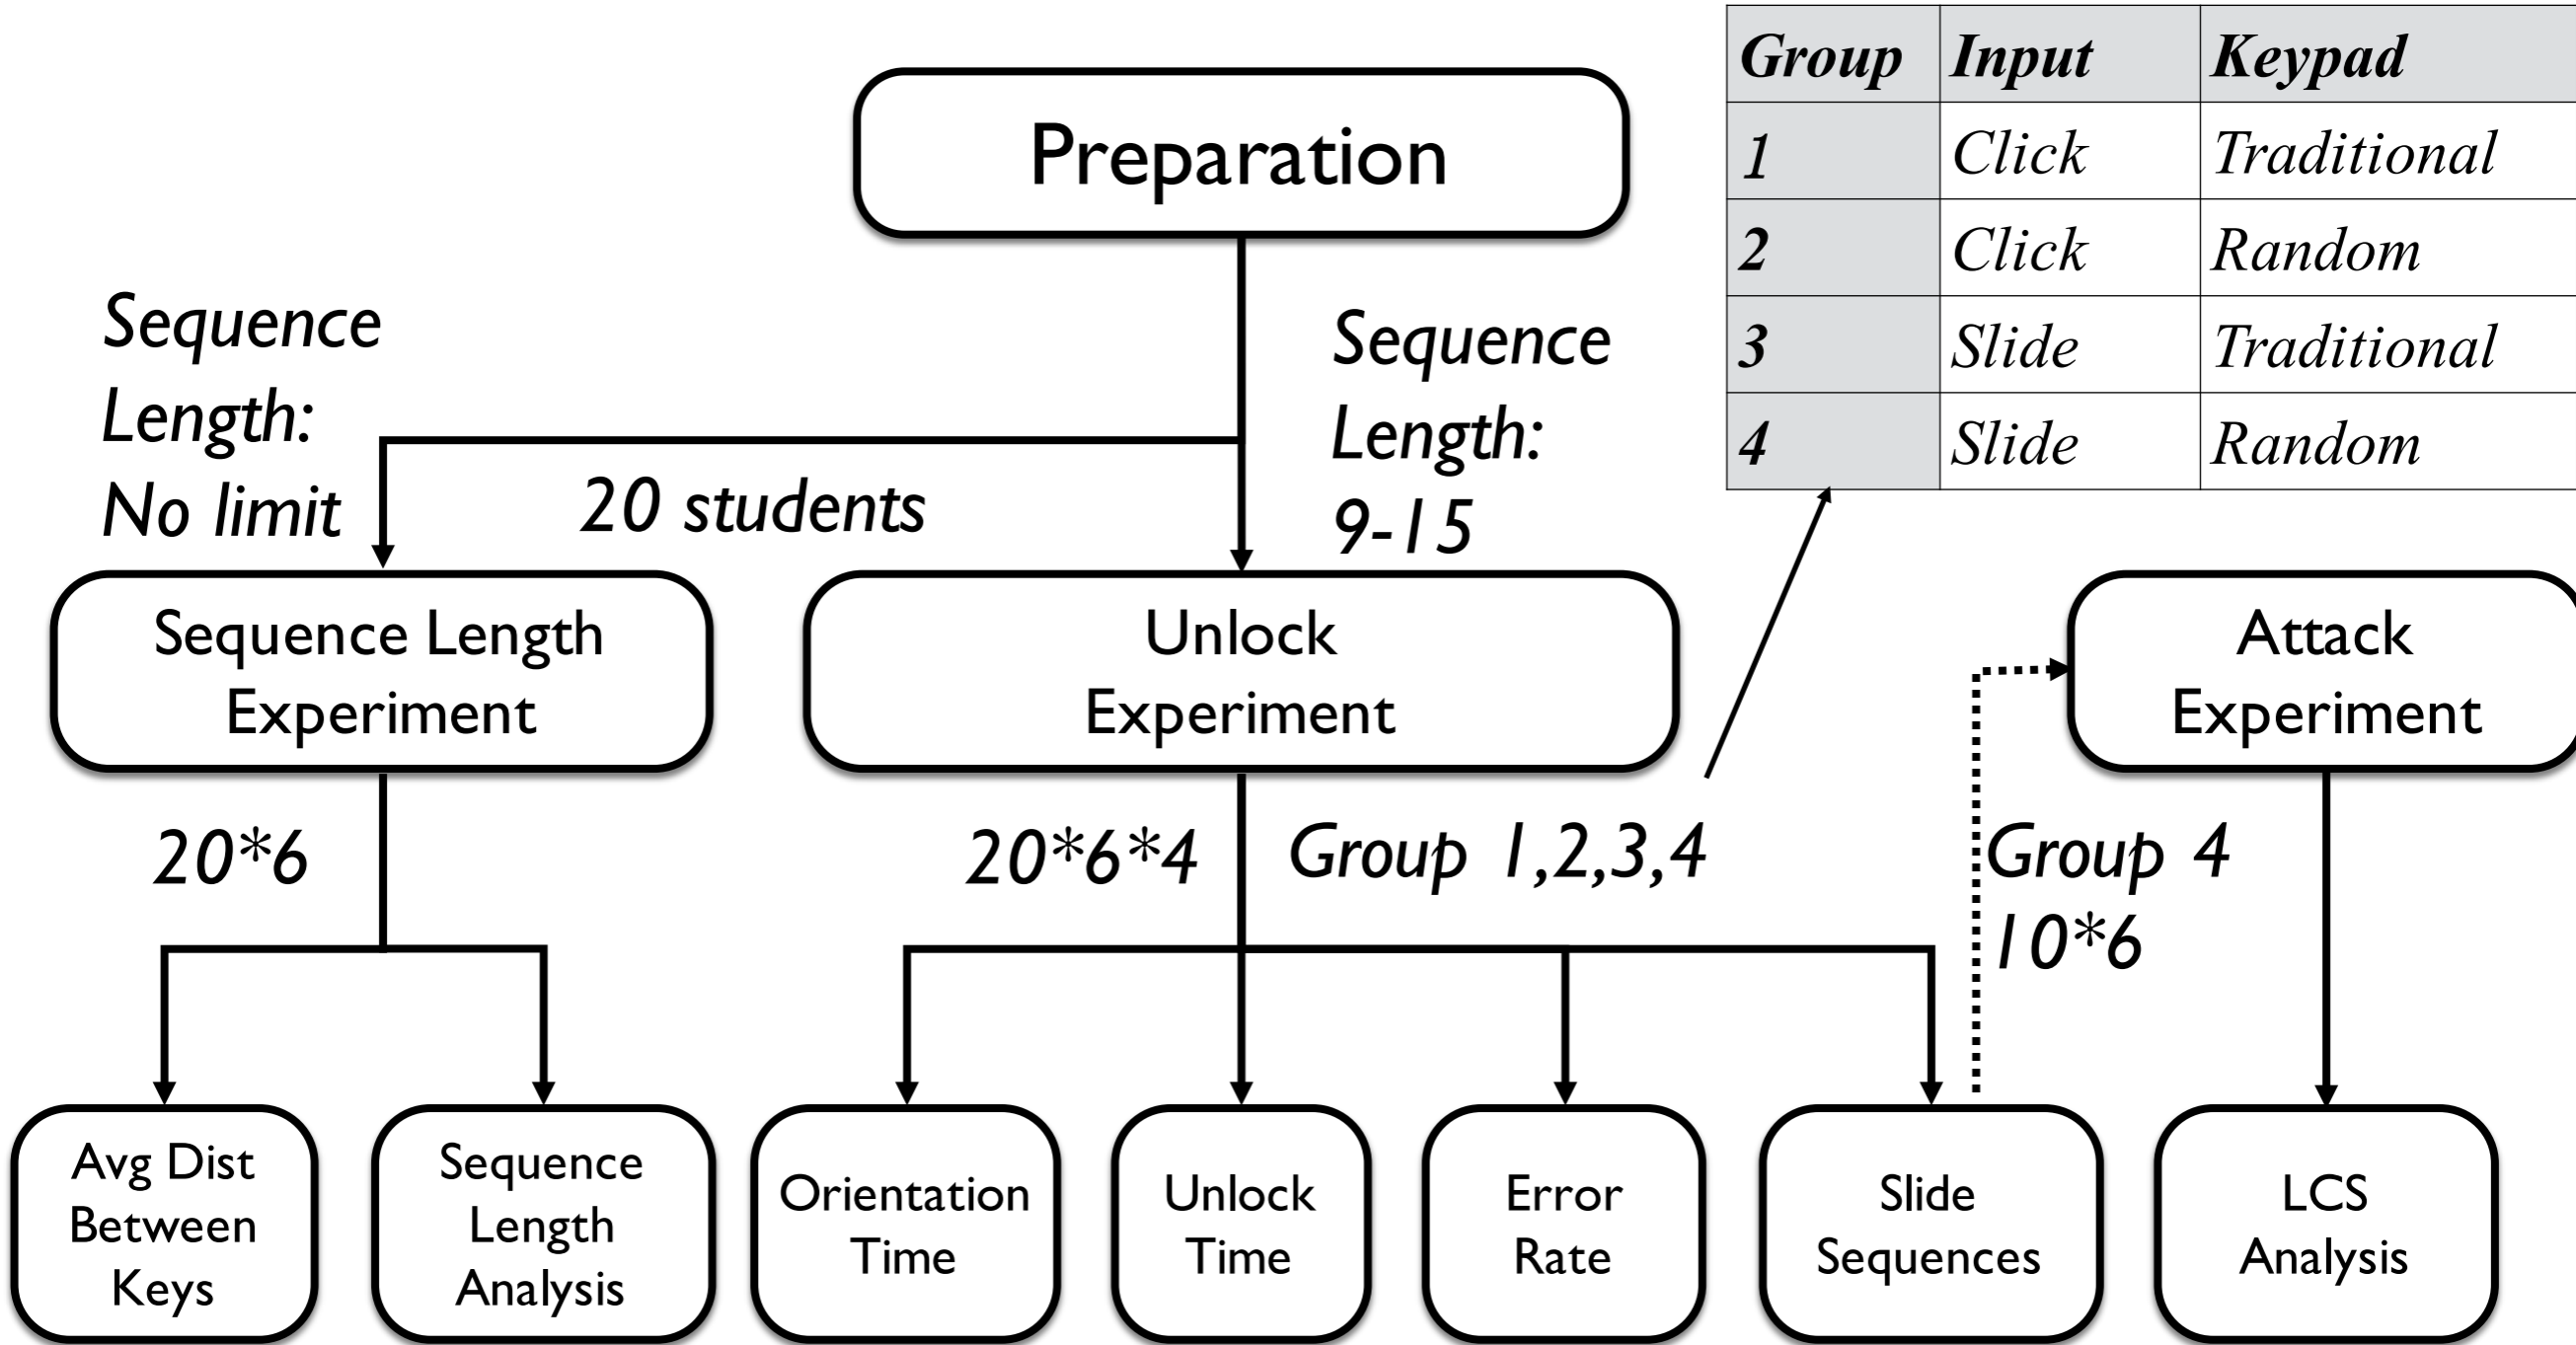 Group Input Keypad
1 Click Traditional
2 Click Random
3 Slide Traditional
4 Slide Random
Preparation
Sequence
Length:
No limit
20 students
Sequence
Length:
9-15
Sequence Length
Experiment
Unlock
Experiment
Attack
Experiment
20*6
20*6*4
Group 1,2,3,4
Group 4
10*6
Avg Dist
Between
Keys
Sequence
Length
Analysis
Orientation
Time
Unlock
Time
Error
Rate
Slide
Sequences
LCS
Analysis